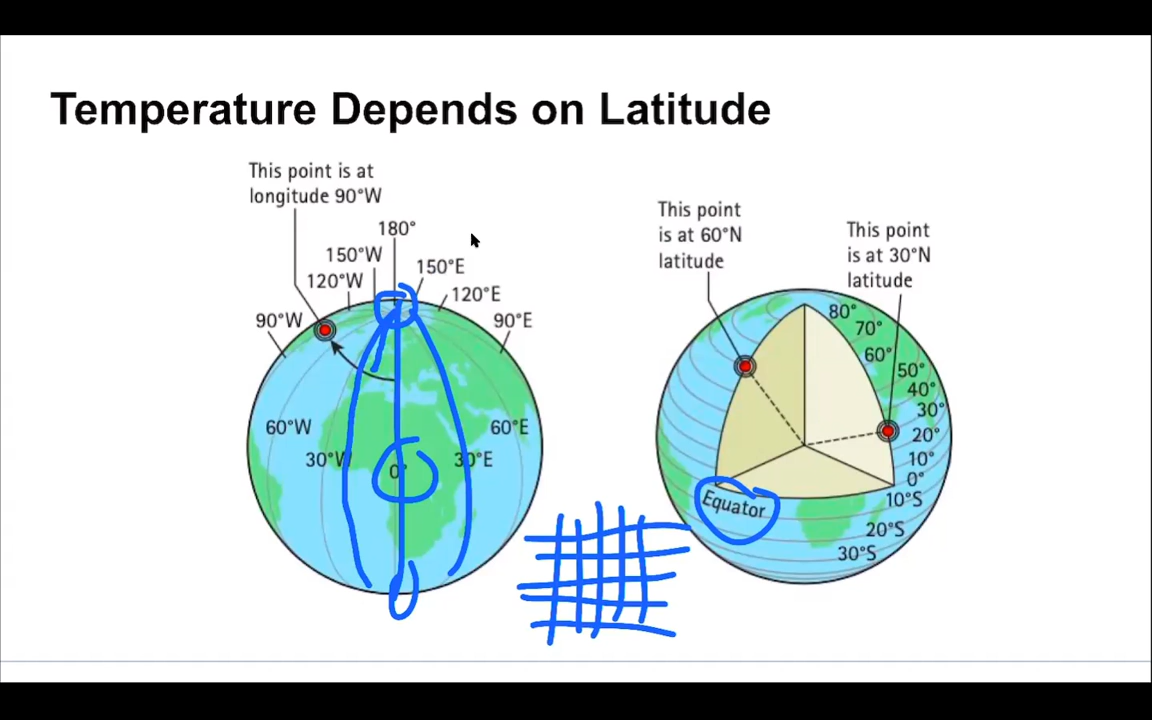 Temperature Depends on Latitude
This point is at
longitude 90°W
180°
150°W
150°E
120°W
120°E
90°W
90°E
60°W
60°E
30°W
0°
30°E
This point
is at 60°N
latitude
This point
is at 30°N
latitude
80°
70°
60°
50°
40°
30°
20°
10°
0°
Equator
10°S
20°S
30°S